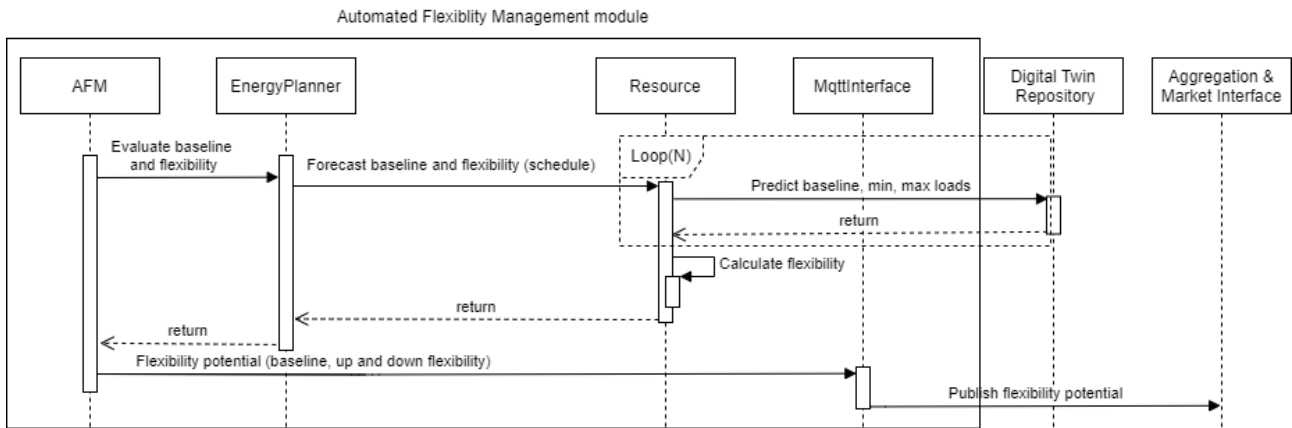 Automated Flexiblity Management module
AFM
EnergyPlanner
Resource
MqttInterface
Digital Twin
Repository
Aggregation &
Market Interface
Evaluate baseline
and flexibility
Forecast baseline and flexibility (schedule)
Loop(N)
Predict baseline, min, max loads
return
Calculate flexibility
return
return
Flexibility potential (baseline, up and down flexibility)
Publish flexibility potential